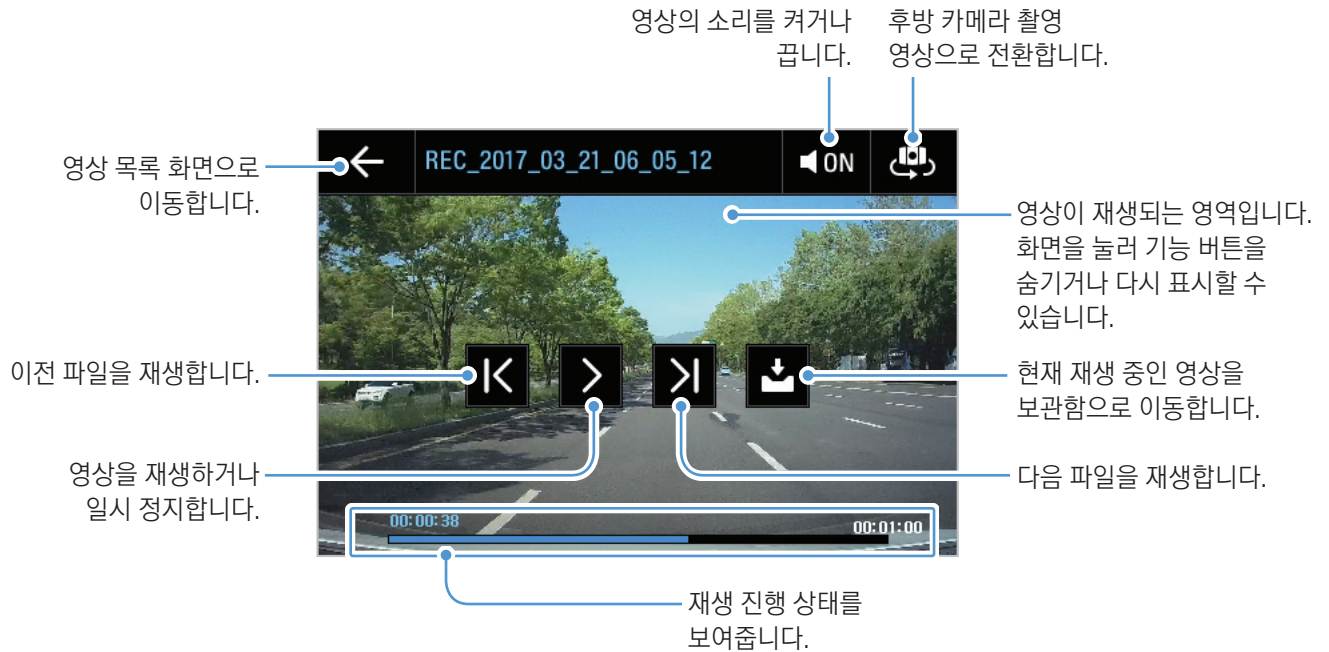 영상의 소리를 켜거나
끕니다.
후방 카메라 촬영
영상으로 전환합니다.
영상 목록 화면으로
이동합니다.
REC_2017_03_21_06_05_12
ON
영상이 재생되는 영역입니다.
화면을 눌러 기능 버튼을
숨기거나 다시 표시할 수
있습니다.
이전 파일을 재생합니다.
현재 재생 중인 영상을
보관함으로 이동합니다.
영상을 재생하거나
일시 정지합니다.
다음 파일을 재생합니다.
00:00:38
00:01:00
재생 진행 상태를
보여줍니다.